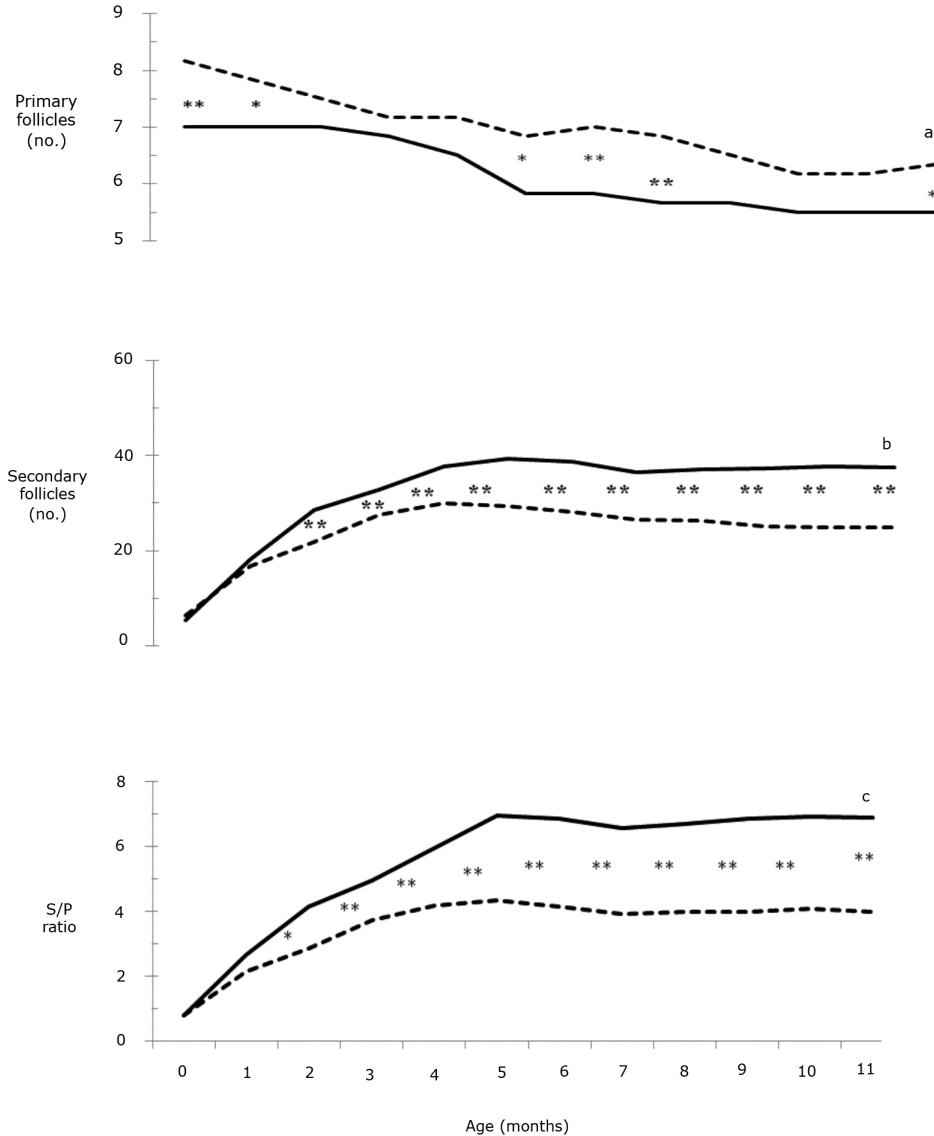 9
8
Primary
follicles
(no.)
7
6
5
** *
* ** **
a
*
60
40
Secondary
follicles
(no.)
20
0
b
** ** ** ** ** ** ** ** ** **
8
6
S/P
ratio
4
2
0
c
* ** ** ** ** ** ** ** ** **
0 1 2 3 4 5 6 7 8 9 10 11
Age (months)